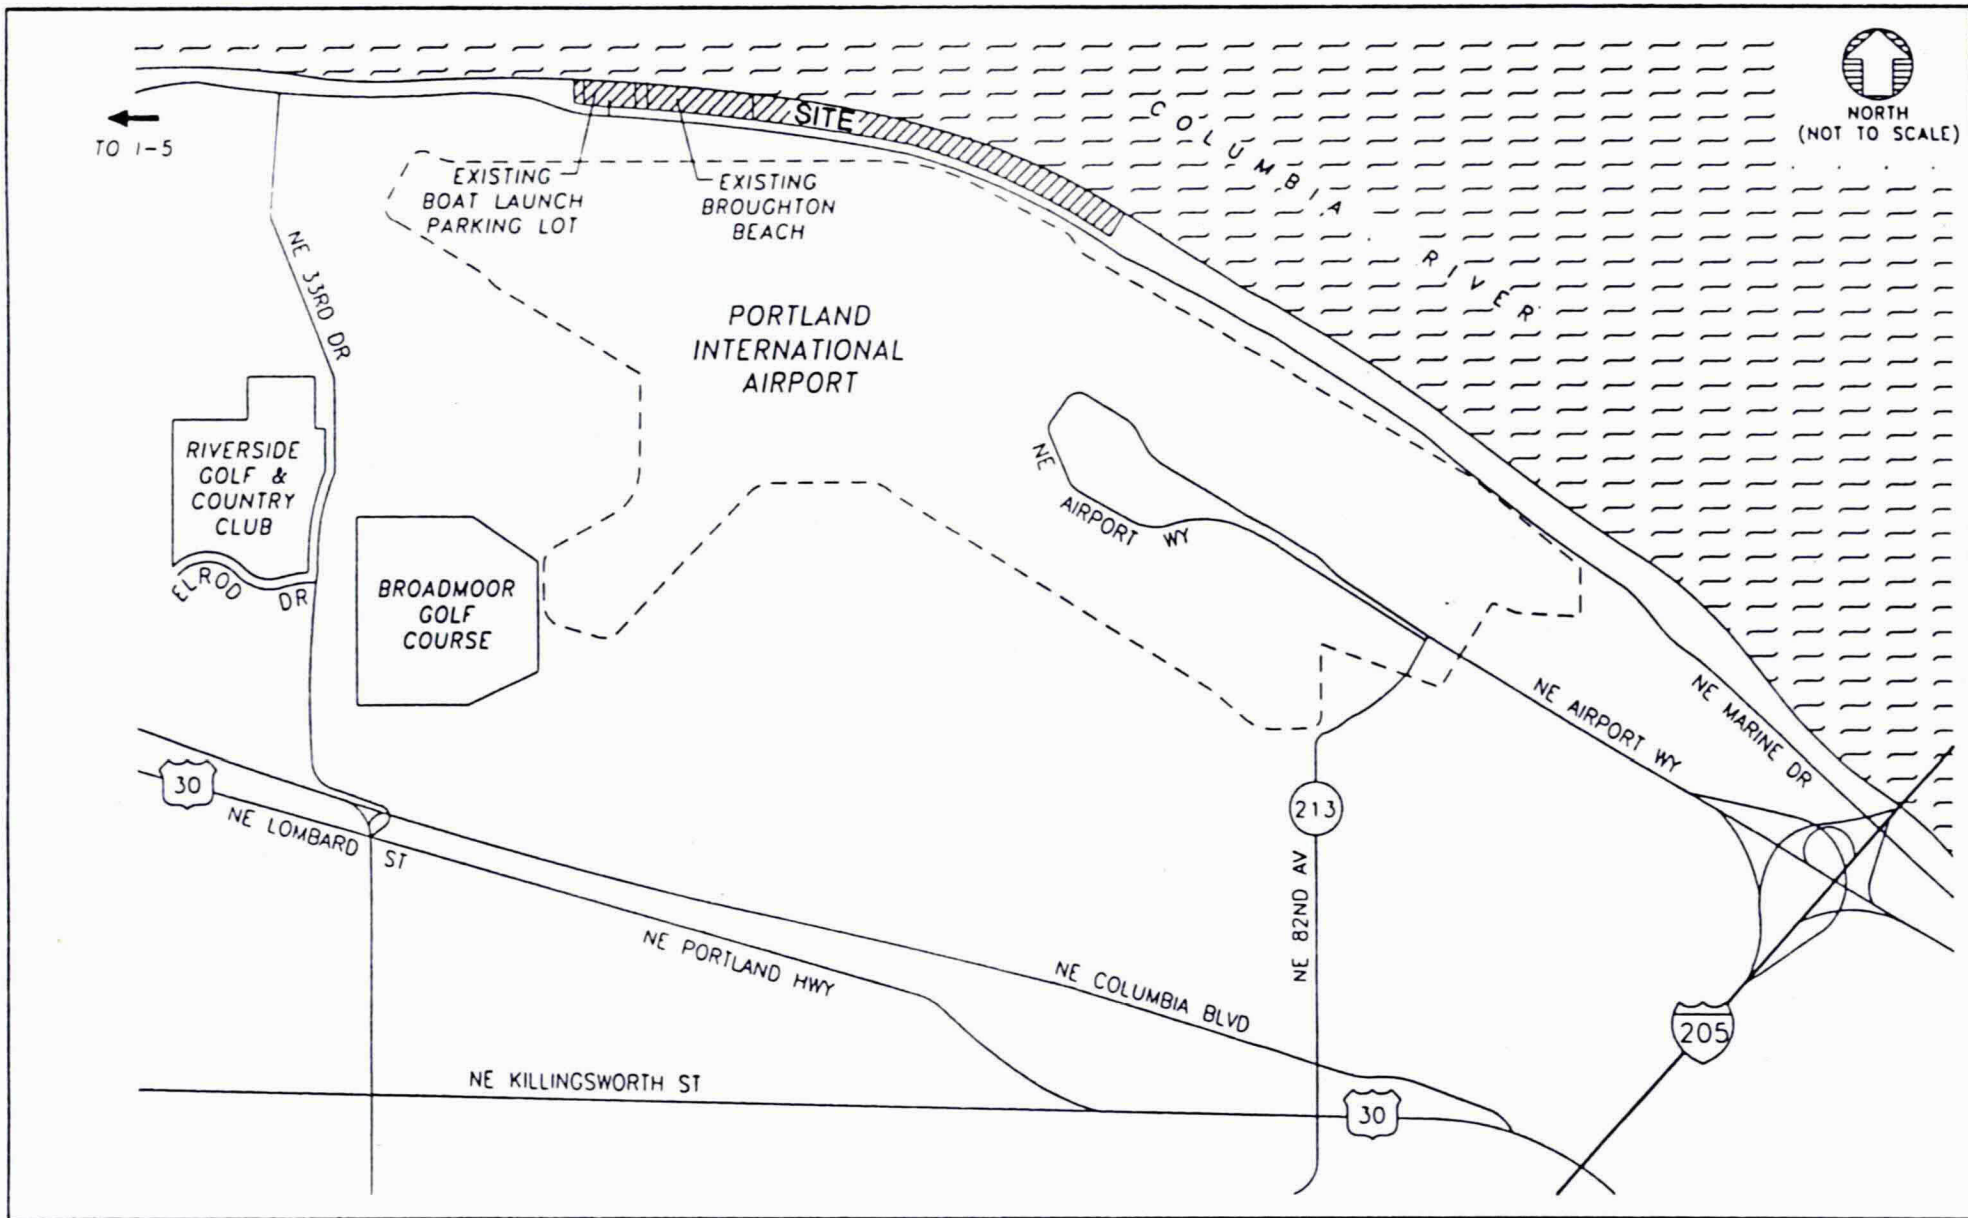 NORTH
(NOT TO SCALE)
TO I-5
SITE
COLUMBIA RIVER
EXISTING
BOAT LAUNCH
PARKING LOT
EXISTING
BROUGHTON
BEACH
NE 33RD DR
PORTLAND
INTERNATIONAL
AIRPORT
RIVERSIDE
GOLF &
COUNTRY
CLUB
ELROD DR
BROADMOOR
GOLF
COURSE
NE AIRPORT WY
NE AIRPORT WY
NE MARINE DR
30
NE LOMBARD ST
213
NE 82ND AV
NE PORTLAND HWY
NE COLUMBIA BLVD
205
NE KILLINGSWORTH ST
30